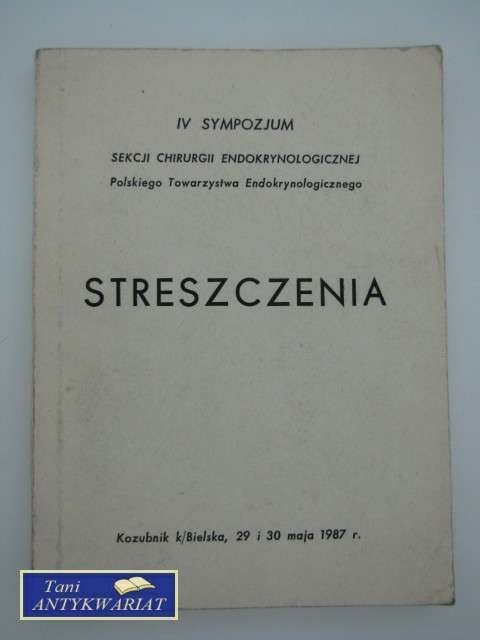 IV SYMPOZJUM
SEKCJI CHIRURGII ENDOKRYNOLOGICZNEJ
Polskiego Towarzystwa Endokrynologicznego
STRESZCZENIA
Kozubnik k/Bielska, 29 i 30 maja 1987 r.
Tani
ANTYKWARIAT